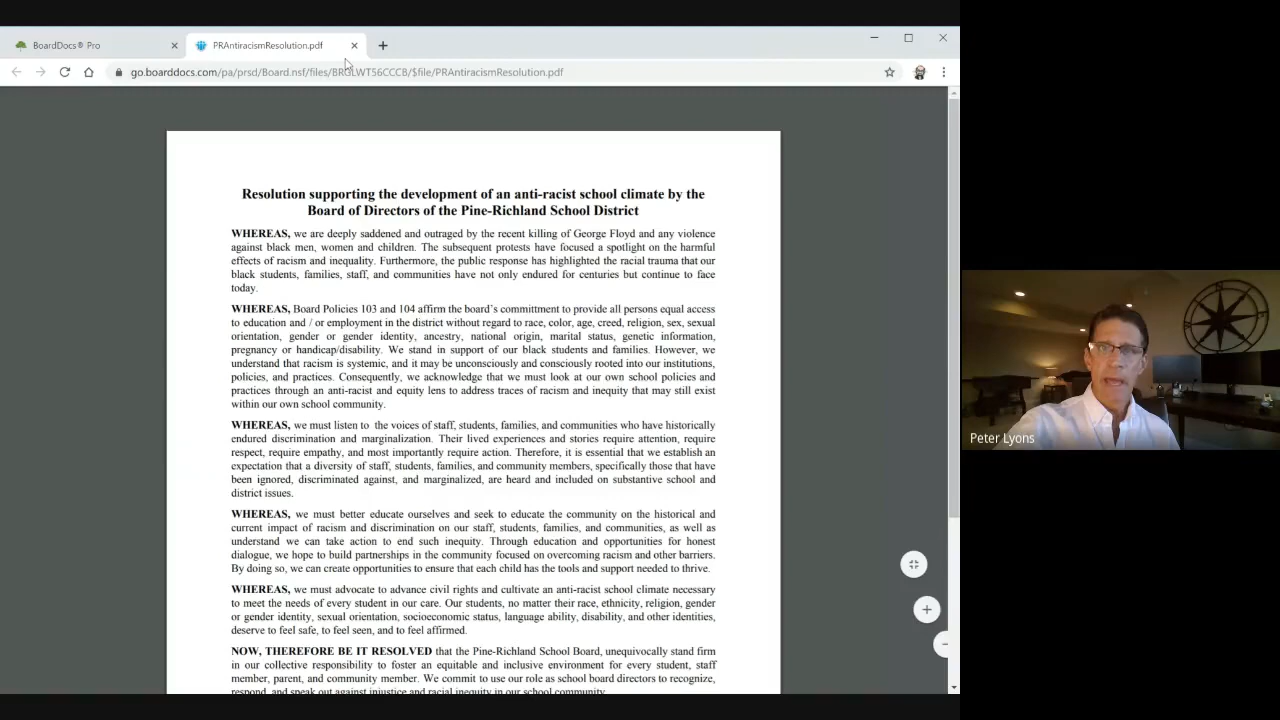 BoardDocs® Pro
PRAntiracismResolution.pdf
go.boarddocs.com/pa/prsd/Board.nsf/files/BRGLWT56CCCB/$file/PRAntiracismResolution.pdf
Resolution supporting the development of an anti-racist school climate by the
Board of Directors of the Pine-Richland School District
WHEREAS, we are deeply saddened and outraged by the recent killing of George Floyd and any violence
against black men, women and children. The subsequent protests have focused a spotlight on the harmful
effects of racism and inequality. Furthermore, the public response has highlighted the racial trauma that our
black students, families, staff, and communities have not only endured for centuries but continue to face
today.
WHEREAS, Board Policies 103 and 104 affirm the board's committment to provide all persons equal access
to education and / or employment in the district without regard to race, color, age, creed, religion, sex, sexual
orientation, gender or gender identity, ancestry, national origin, marital status, genetic information,
pregnancy or handicap/disability. We stand in support of our black students and families. However, we
understand that racism is systemic, and it may be unconsciously and consciously rooted into our institutions,
policies, and practices. Consequently, we acknowledge that we must look at our own school policies and
practices through an anti-racist and equity lens to address traces of racism and inequity that may still exist
within our own school community.
WHEREAS, we must listen to the voices of staff, students, families, and communities who have historically
endured discrimination and marginalization. Their lived experiences and stories require attention, require
respect, require empathy, and most importantly require action. Therefore, it is essential that we establish an
expectation that a diversity of staff, students, families, and community members, specifically those that have
been ignored, discriminated against, and marginalized, are heard and included on substantive school and
district issues.
WHEREAS, we must better educate ourselves and seek to educate the community on the historical and
current impact of racism and discrimination on our staff, students, families, and communities, as well as
understand we can take action to end such inequity. Through education and opportunities for honest
dialogue, we hope to build partnerships in the community focused on overcoming racism and other barriers.
By doing so, we can create opportunities to ensure that each child has the tools and support needed to thrive.
WHEREAS, we must advocate to advance civil rights and cultivate an anti-racist school climate necessary
to meet the needs of every student in our care. Our students, no matter their race, ethnicity, religion, gender
or gender identity, sexual orientation, socioeconomic status, language ability, disability, and other identities,
deserve to feel safe, to feel seen, and to feel affirmed.
NOW, THEREFORE BE IT RESOLVED that the Pine-Richland School Board, unequivocally stand firm
in our collective responsibility to foster an equitable and inclusive environment for every student, staff
member, parent, and community member. We commit to use our role as school board directors to recognize,
respond, and speak out against injustice and racial inequity in our school community.
Peter Lyons